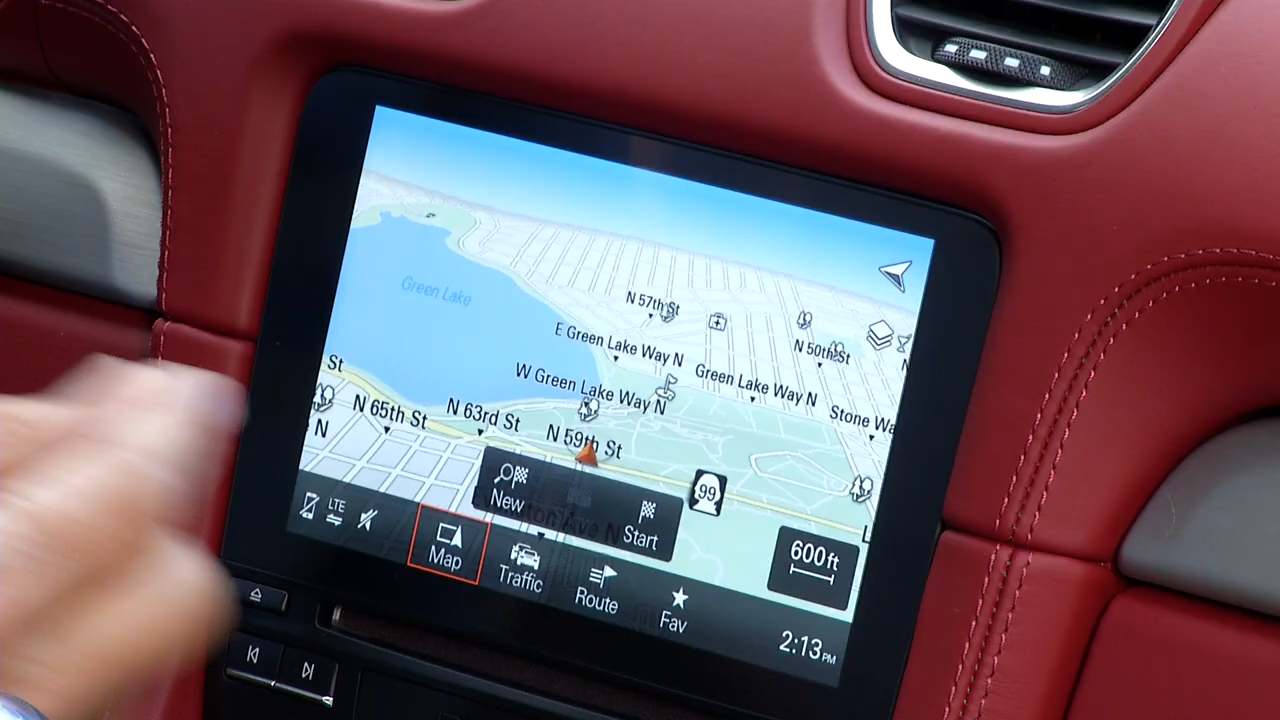 Green Lake
N 57th St
E Green Lake Way N
N 50th St
W Green Lake Way N
Green Lake Way N
St
Stone Wa
N 65th St
N 63rd St
N 59th St
N
99
New
Start
LTE
Map
Traffic
Route
Fav
600ft
2:13PM